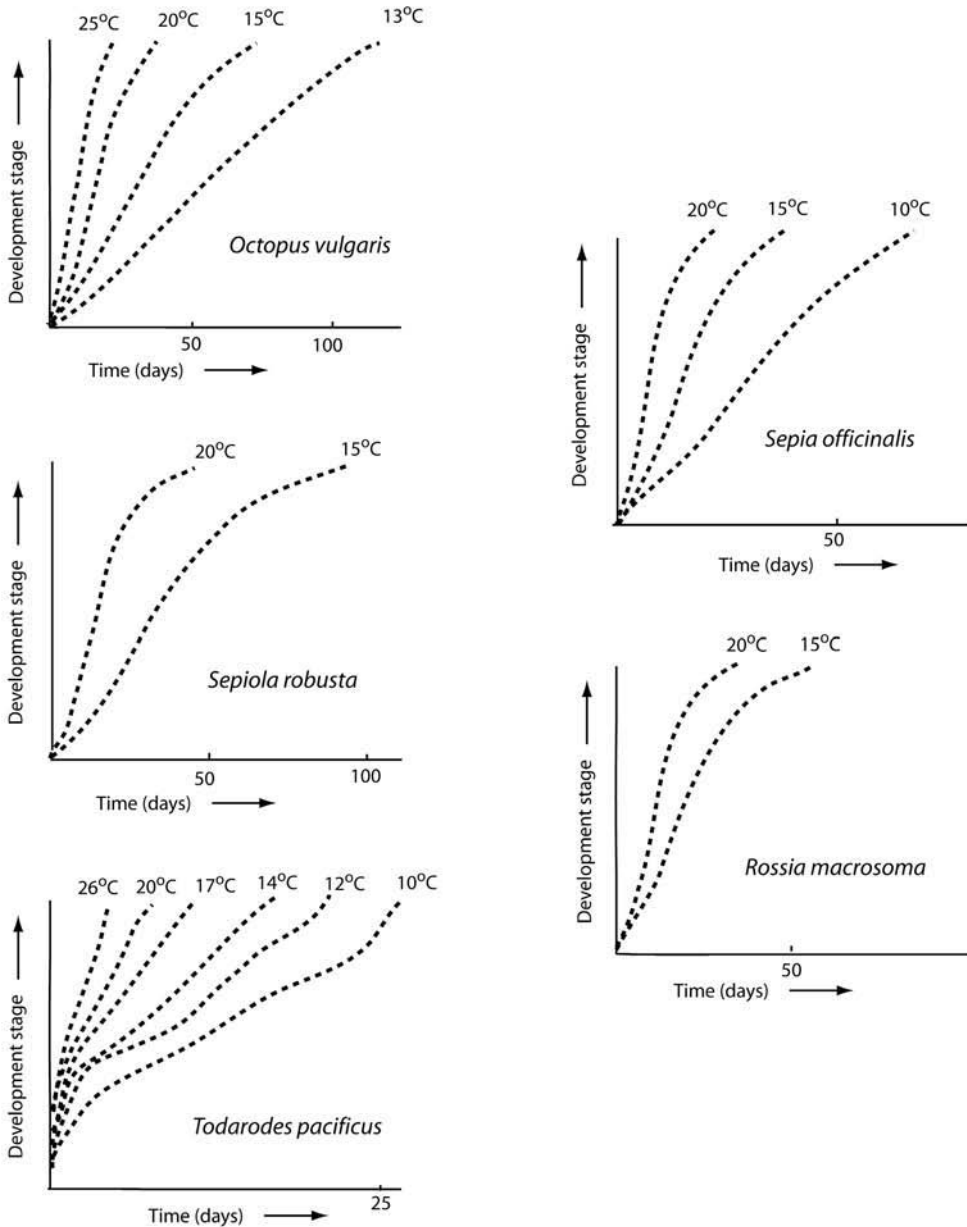 25°C 20°C 15°C 13°C
Development stage
Octopus vulgaris
50 100
Time (days)
20°C 15°C
Development stage
Sepiola robusta
50 100
Time (days)
26°C 20°C 17°C 14°C 12°C 10°C
Development stage
Todarodes pacificus
25
Time (days)
20°C 15°C 10°C
Development stage
Sepia officinalis
50
Time (days)
20°C 15°C
Development stage
Rossia macrosoma
50
Time (days)